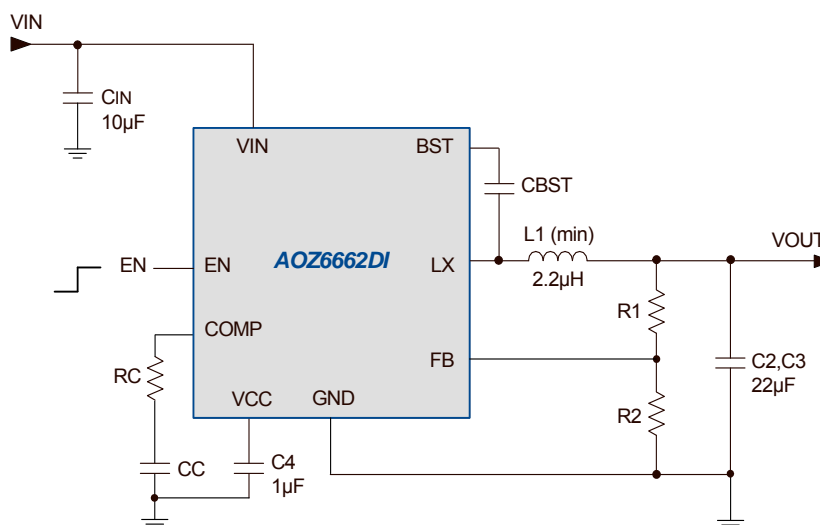 VIN
CIN
10µF
VIN
BST
CBST
L1 (min)
2.2µH
VOUT
EN
EN
AOZ6662DI
LX
COMP
R1
FB
RC
C2,C3
22µF
VCC
GND
R2
CC
C4
1µF